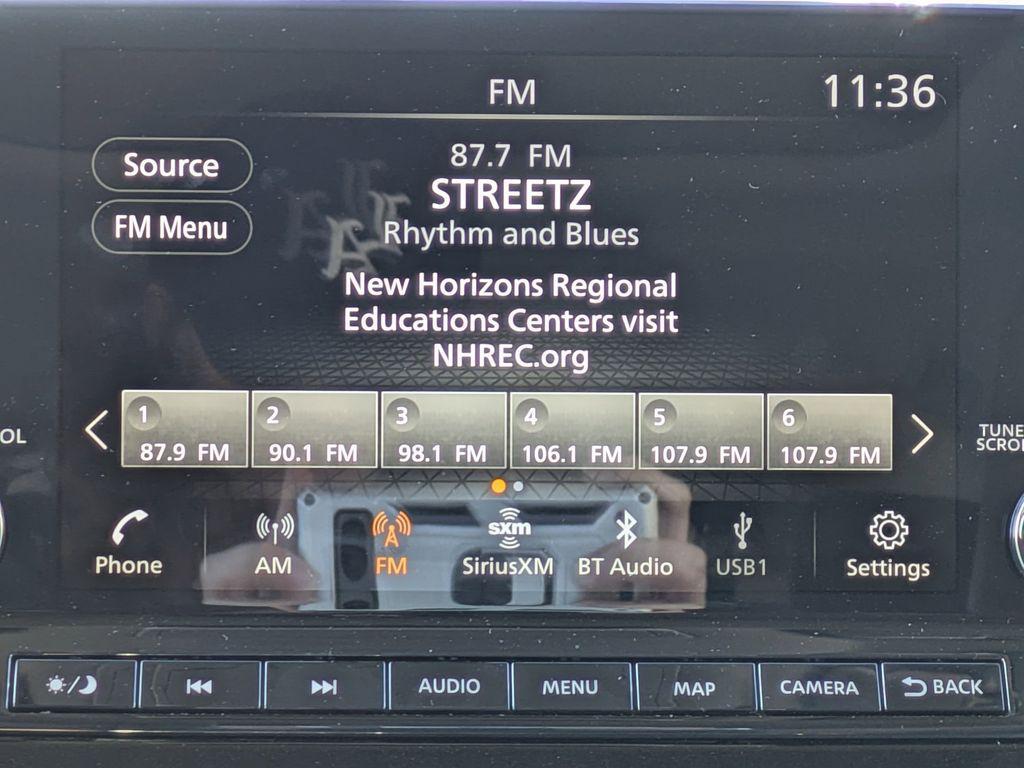 FM
11:36
Source
FM Menu
87.7 FM
STREETZ
Rhythm and Blues
New Horizons Regional
Educations Centers visit
NHREC.org
1
87.9 FM
2
90.1 FM
3
98.1 FM
4
106.1 FM
5
107.9 FM
6
107.9 FM
OL
TUNE
SCRO
Phone
AM
FM
sxm
SiriusXM
BT Audio
USB1
Settings
AUDIO
MENU
MAP
CAMERA
BACK